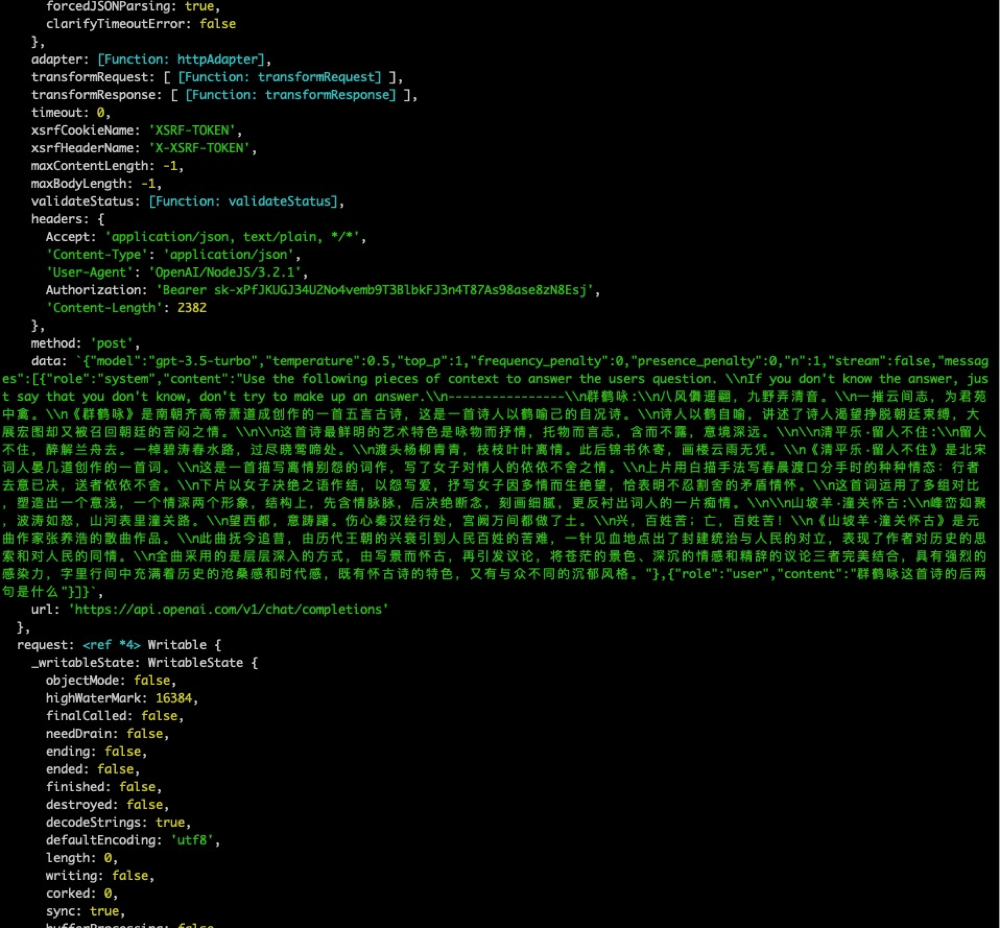 forcedJSONParsing: true,
clarifyTimeoutError: false
},
adapter: [Function: httpAdapter],
transformRequest: [ [Function: transformRequest] ],
transformResponse: [ [Function: transformResponse] ],
timeout: 0,
xsrfCookieName: 'XSRF-TOKEN',
xsrfHeaderName: 'X-XSRF-TOKEN',
maxContentLength: -1,
maxBodyLength: -1,
validateStatus: [Function: validateStatus],
headers: {
Accept: 'application/json, text/plain, */*',
'Content-Type': 'application/json',
'User-Agent': 'OpenAI/NodeJS/3.2.1',
Authorization: 'Bearer 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',
'Content-Length': 2382
},
method: 'post',
data: `{"model":"gpt-3.5-turbo","temperature":0.5,"top_p":1,"frequency_penalty":0,"presence_penalty":0,"n":1,"stream":false,"messag
es":[{"role":"system","content":"Use the following pieces of context to answer the users question. \\nIf you don't know the answer, jus
t say that you don't know, don't try to make up an answer.\\n----------------\\n群鹤咏:\\n八风儛遥翮，九野弄清音。\\n一摧云间志，为君苑
中禽。\\n《群鹤咏》是南朝齐高帝萧道成创作的一首五言古诗，这是一首诗人以鹤喻己的自况诗。\\n诗人以鹤自喻，讲述了诗人渴望挣脱朝廷束缚，大
展宏图却又被召回朝廷的苦闷之情。\\n\\n这首诗最鲜明的艺术特色是咏物而抒情，托物而言志，含而不露，意境深远。\\n\\n清平乐·留人不住:\\n留人
不住，醉解兰舟去。一棹碧涛春水路，过尽晓莺啼处。\\n渡头杨柳青青，枝枝叶叶离情。此后锦书休寄，画楼云雨无凭。\\n《清平乐·留人不住》是北宋
词人晏几道创作的一首词。\\n这是一首描写离情别怨的词作，写了女子对情人的依依不舍之情。\\n上片用白描手法写春晨渡口分手时的种种情态：行者
去意已决，送者依依不舍。\\n下片以女子决绝之语作结，以怨写爱，抒写女子因多情而生绝望，恰表明不忍割舍的矛盾情怀。\\n这首词运用了多组对比
，塑造出一个意浅，一个情深两个形象，结构上，先含情脉脉，后决绝断念，刻画细腻，更反衬出词人的一片痴情。\\n\\n山坡羊·潼关怀古:\\n峰峦如聚
，波涛如怒，山河表里潼关路。\\n望西都，意踌躇。伤心秦汉经行处，宫阙万间都做了土。\\n兴，百姓苦；亡，百姓苦！\\n《山坡羊·潼关怀古》是元
曲作家张养浩的散曲作品。\\n此曲抚今追昔，由历代王朝的兴衰引到人民百姓的苦难，一针见血地点出了封建统治与人民的对立，表现了作者对历史的思
索和对人民的同情。\\n全曲采用的是层层深入的方式，由写景而怀古，再引发议论，将苍茫的景色、深沉的情感和精辟的议论三者完美结合，具有强烈的
感染力，字里行间中充满着历史的沧桑感和时代感，既有怀古诗的特色，又有与众不同的沉郁风格。"},{"role":"user","content":"群鹤咏这首诗的后两
句是什么"}]}`,
url: 'https://api.openai.com/v1/chat/completions'
},
request: <ref *4> Writable {
_writableState: WritableState {
objectMode: false,
highWaterMark: 16384,
finalCalled: false,
needDrain: false,
ending: false,
ended: false,
finished: false,
destroyed: false,
decodeStrings: true,
defaultEncoding: 'utf8',
length: 0,
writing: false,
corked: 0,
sync: true,
bufferProcessing: false